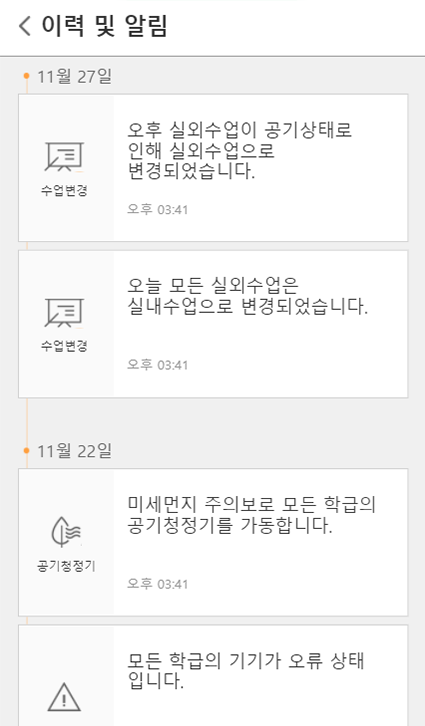 이력 및 알림
11월 27일
오후 실외수업이 공기상태로
인해 실외수업으로
변경되었습니다.
수업변경
오후 03:41
오늘 모든 실외수업은
실내수업으로 변경되었습니다.
수업변경
오후 03:41
11월 22일
미세먼지 주의보로 모든 학급의
공기청정기를 가동합니다.
공기청정기
오후 03:41
모든 학급의 기기가 오류 상태
입니다.